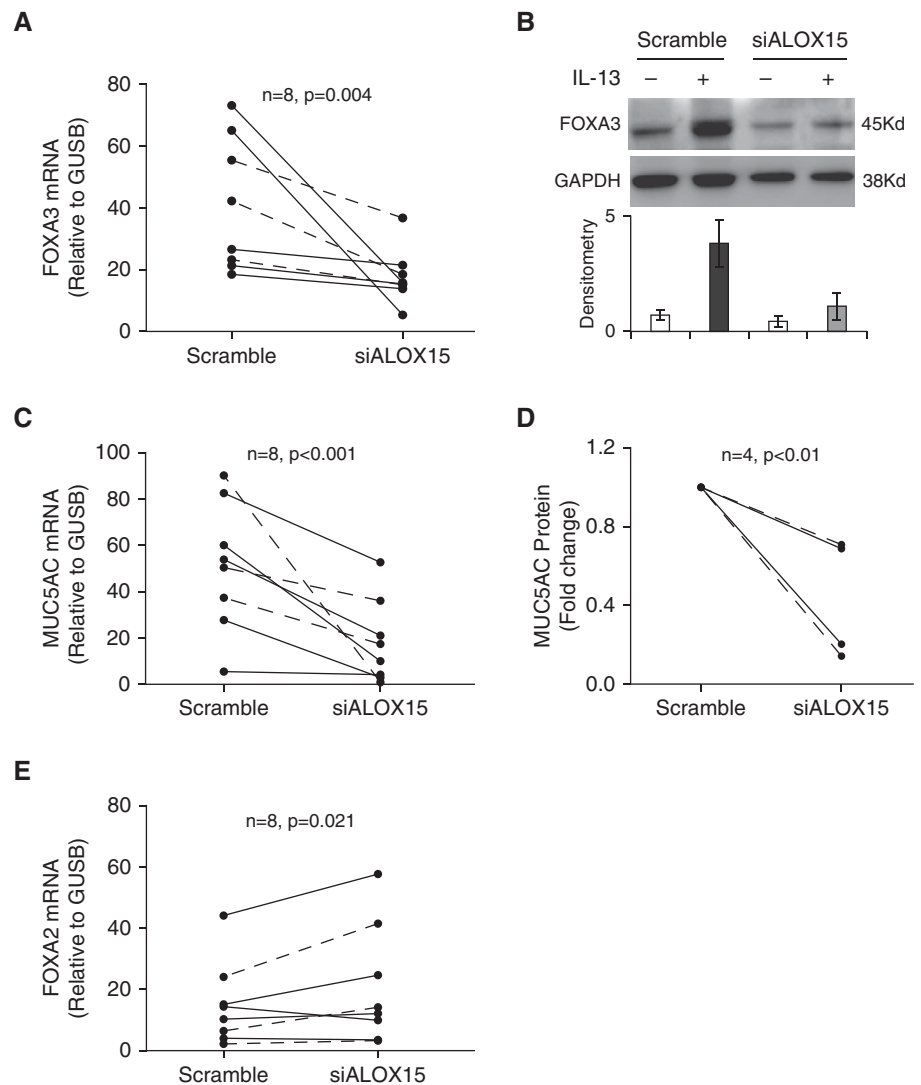 A
FOXA3 mRNA
(Relative to GUSB)
80
60
40
20
0
n=8, p=0.004
Scramble siALOX15
B
Scramble siALOX15
IL-13 – + – +
FOXA3 45Kd
GAPDH 38Kd
Densitometry
5
0
C
MUC5AC mRNA
(Relative to GUSB)
100
80
60
40
20
0
n=8, p<0.001
Scramble siALOX15
D
MUC5AC Protein
(Fold change)
1.2
0.8
0.4
0.0
n=4, p<0.01
Scramble siALOX15
E
FOXA2 mRNA
(Relative to GUSB)
80
60
40
20
0
n=8, p=0.021
Scramble siALOX15